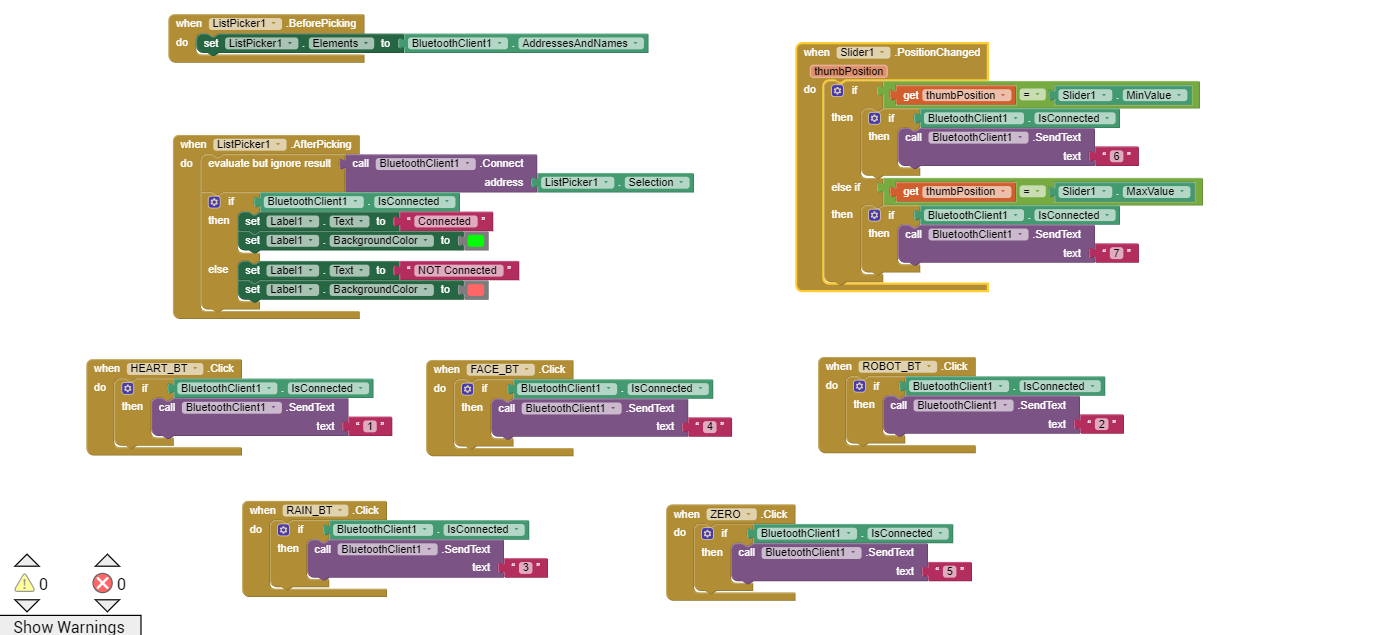 when ListPicker1 .BeforePicking
do set ListPicker1 . Elements to BluetoothClient1 . AddressesAndNames
when Slider1 .PositionChanged
thumbPosition
do if get thumbPosition = Slider1 . MinValue
then if BluetoothClient1 . IsConnected
then call BluetoothClient1 .SendText
text " 6 "
else if get thumbPosition = Slider1 . MaxValue
then if BluetoothClient1 . IsConnected
then call BluetoothClient1 .SendText
text " 7 "
when ListPicker1 .AfterPicking
do evaluate but ignore result call BluetoothClient1 .Connect
address ListPicker1 . Selection
if BluetoothClient1 . IsConnected
then set Label1 . Text to " Connected "
set Label1 . BackgroundColor to
else set Label1 . Text to " NOT Connected "
set Label1 . BackgroundColor to
when HEART_BT .Click
do if BluetoothClient1 . IsConnected
then call BluetoothClient1 .SendText
text " 1 "
when FACE_BT .Click
do if BluetoothClient1 . IsConnected
then call BluetoothClient1 .SendText
text " 4 "
when ROBOT_BT .Click
do if BluetoothClient1 . IsConnected
then call BluetoothClient1 .SendText
text " 2 "
when RAIN_BT .Click
do if BluetoothClient1 . IsConnected
then call BluetoothClient1 .SendText
text " 3 "
when ZERO .Click
do if BluetoothClient1 . IsConnected
then call BluetoothClient1 .SendText
text " 5 "
0 0
Show Warnings